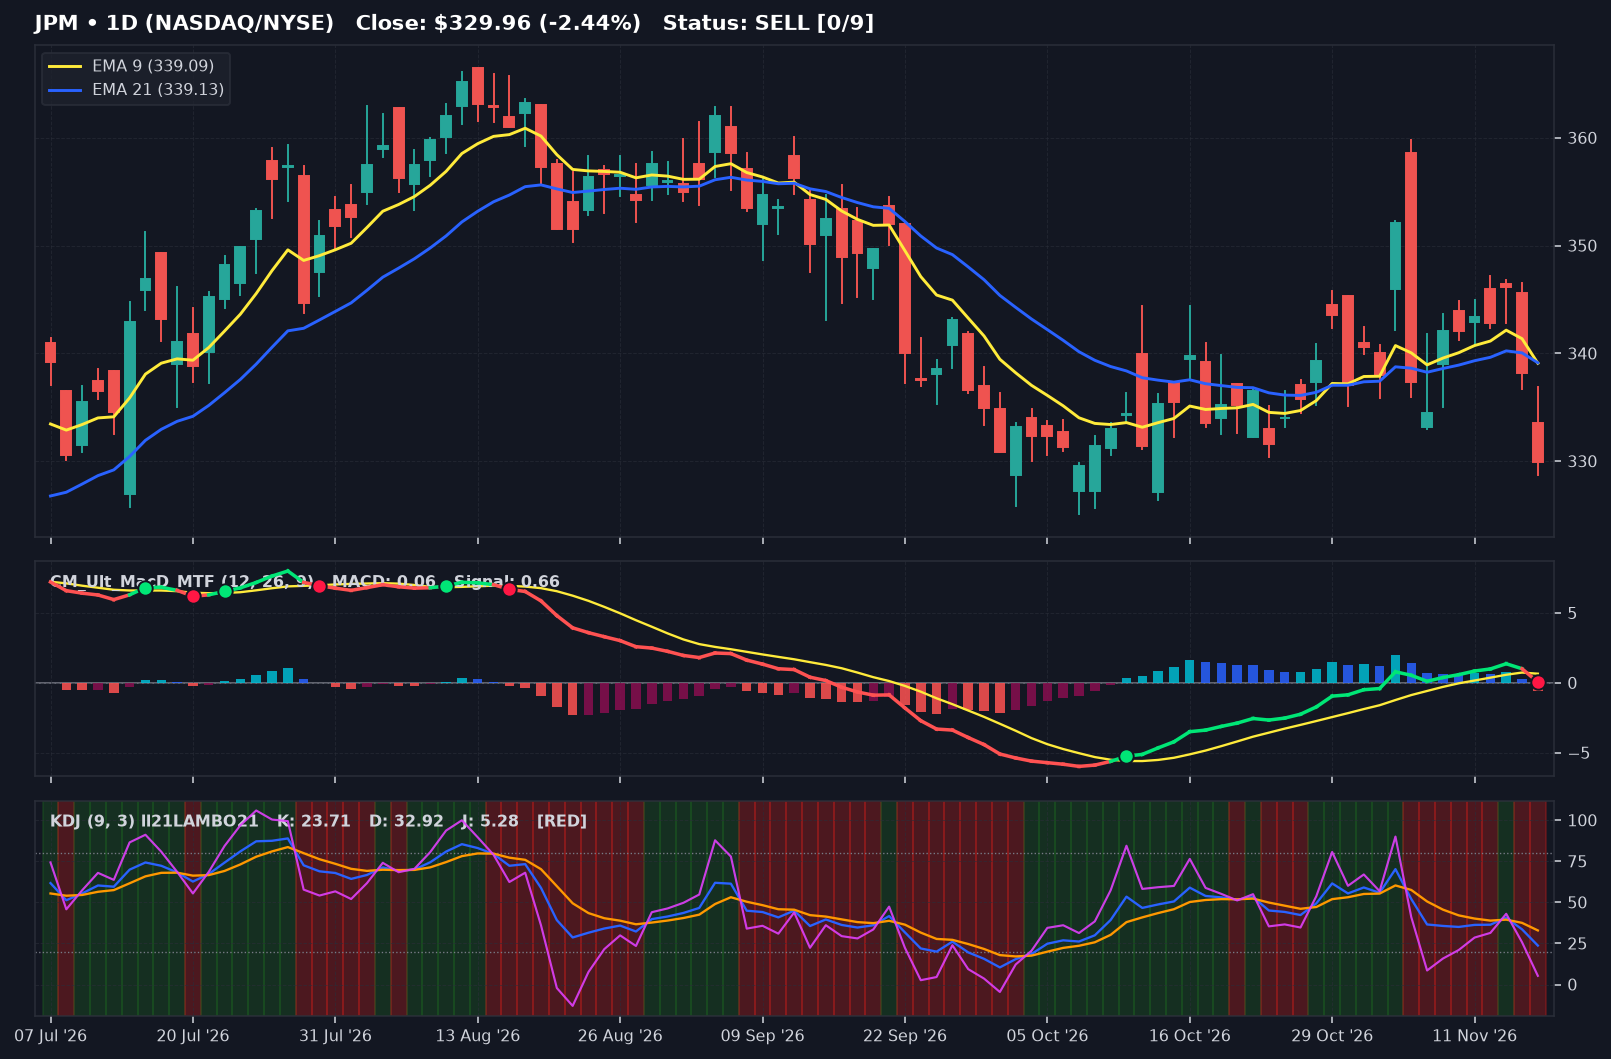 JPM • 1D (NASDAQ/NYSE)   Close: $329.96 (-2.44%)   Status: SELL [0/9]
EMA 9 (339.09)
EMA 21 (339.13)
360
350
340
330
CM_Ult_MacD_MTF (12, 26, 9)   MACD: 0.06   Signal: 0.66
5
0
−5
KDJ (9, 3) II21LAMBO21   K: 23.71   D: 32.92   J: 5.28   [RED]
100
75
50
25
0
07 Jul '26   20 Jul '26   31 Jul '26   13 Aug '26   26 Aug '26   09 Sep '26   22 Sep '26   05 Oct '26   16 Oct '26   29 Oct '26   11 Nov '26